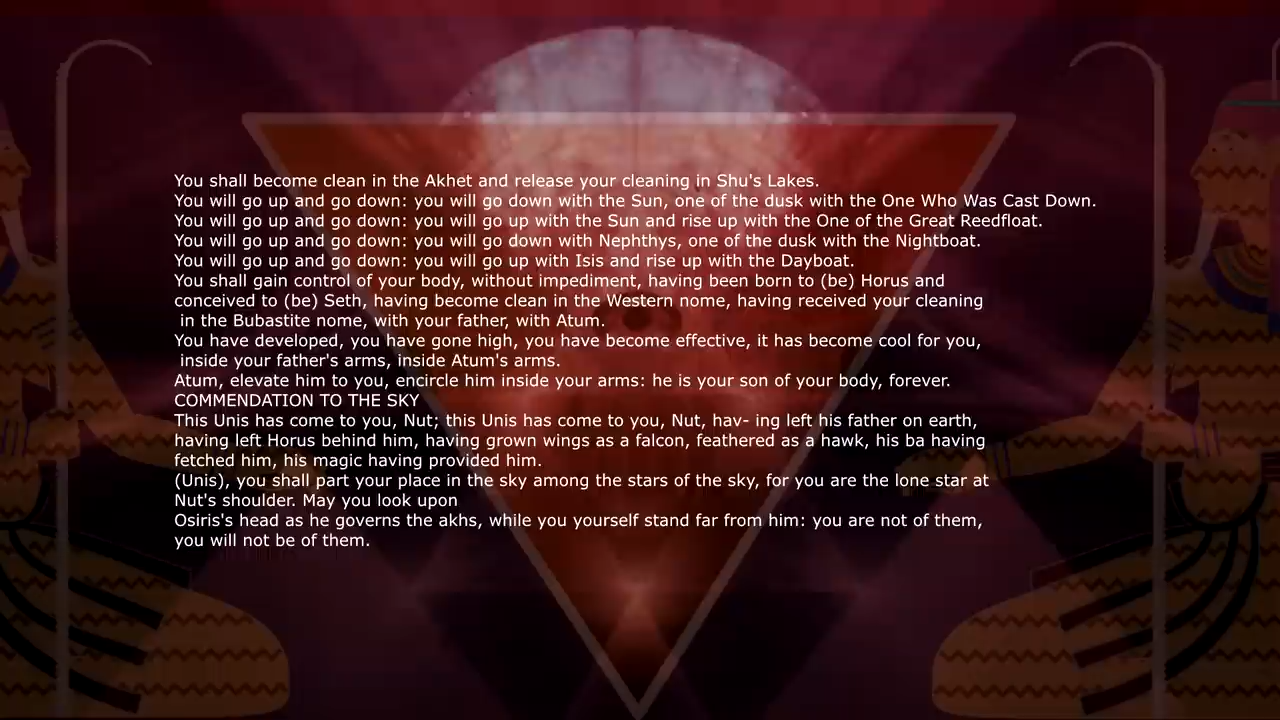 You shall become clean in the Akhet and release your cleaning in Shu's Lakes.
You will go up and go down: you will go down with the Sun, one of the dusk with the One Who Was Cast Down.
You will go up and go down: you will go up with the Sun and rise up with the One of the Great Reedfloat.
You will go up and go down: you will go down with Nephthys, one of the dusk with the Nightboat.
You will go up and go down: you will go up with Isis and rise up with the Dayboat.
You shall gain control of your body, without impediment, having been born to (be) Horus and
conceived to (be) Seth, having become clean in the Western nome, having received your cleaning
in the Bubastite nome, with your father, with Atum.
You have developed, you have gone high, you have become effective, it has become cool for you,
inside your father's arms, inside Atum's arms.
Atum, elevate him to you, encircle him inside your arms: he is your son of your body, forever.
COMMENDATION TO THE SKY
This Unis has come to you, Nut; this Unis has come to you, Nut, hav- ing left his father on earth,
having left Horus behind him, having grown wings as a falcon, feathered as a hawk, his ba having
fetched him, his magic having provided him.
(Unis), you shall part your place in the sky among the stars of the sky, for you are the lone star at
Nut's shoulder. May you look upon
Osiris's head as he governs the akhs, while you yourself stand far from him: you are not of them,
you will not be of them.